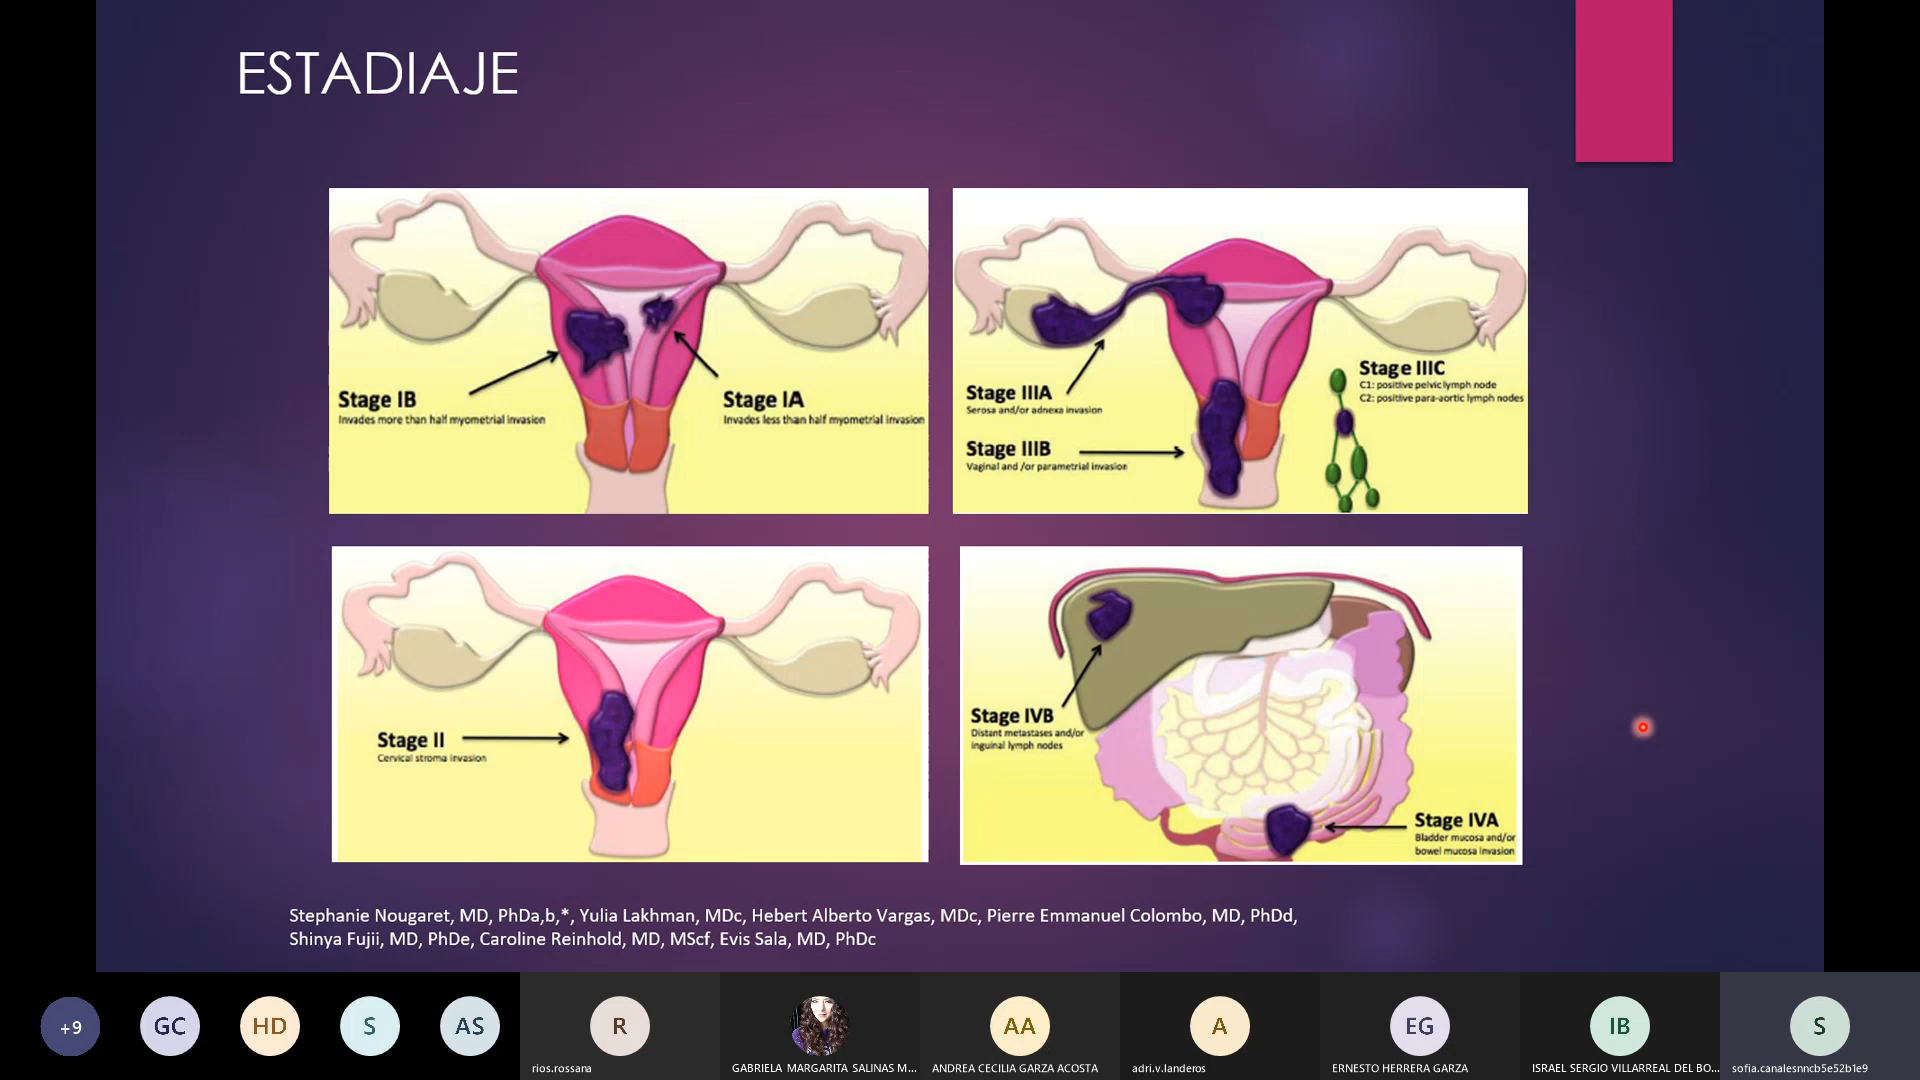 ESTADIAJE
Stage IB
Invades more than half myometrial invasion
Stage IA
Invades less than half myometrial invasion
Stage IIIA
Serosa and/or adnexa invasion
Stage IIIB
Vaginal and /or parametrial invasion
Stage IIIC
C1: positive pelvic lymph node
C2: positive para-aortic lymph nodes
Stage II
Cervical stroma invasion
Stage IVB
Distant metastases and/or
inguinal lymph nodes
Stage IVA
Bladder mucosa and/or
bowel mucosa invasion
Stephanie Nougaret, MD, PhDa,b,*, Yulia Lakhman, MDc, Hebert Alberto Vargas, MDc, Pierre Emmanuel Colombo, MD, PhDd,
Shinya Fujii, MD, PhDe, Caroline Reinhold, MD, MScf, Evis Sala, MD, PhDc
+9
GC
HD
S
AS
R
rios.rossana
GABRIELA MARGARITA SALINAS M...
AA
ANDREA CECILIA GARZA ACOSTA
A
adri.v.landeros
EG
ERNESTO HERRERA GARZA
IB
ISRAEL SERGIO VILLARREAL DEL BO...
S
sofia.canalesnncb5e52b1e9